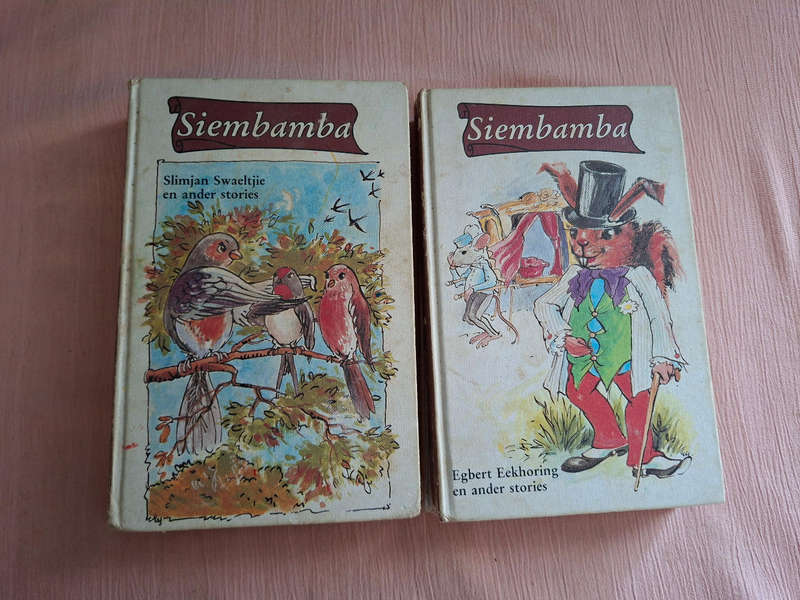 Siembamba
Slimjan Swaeltjie
en ander stories
Siembamba
Egbert Eekhoring
en ander stories